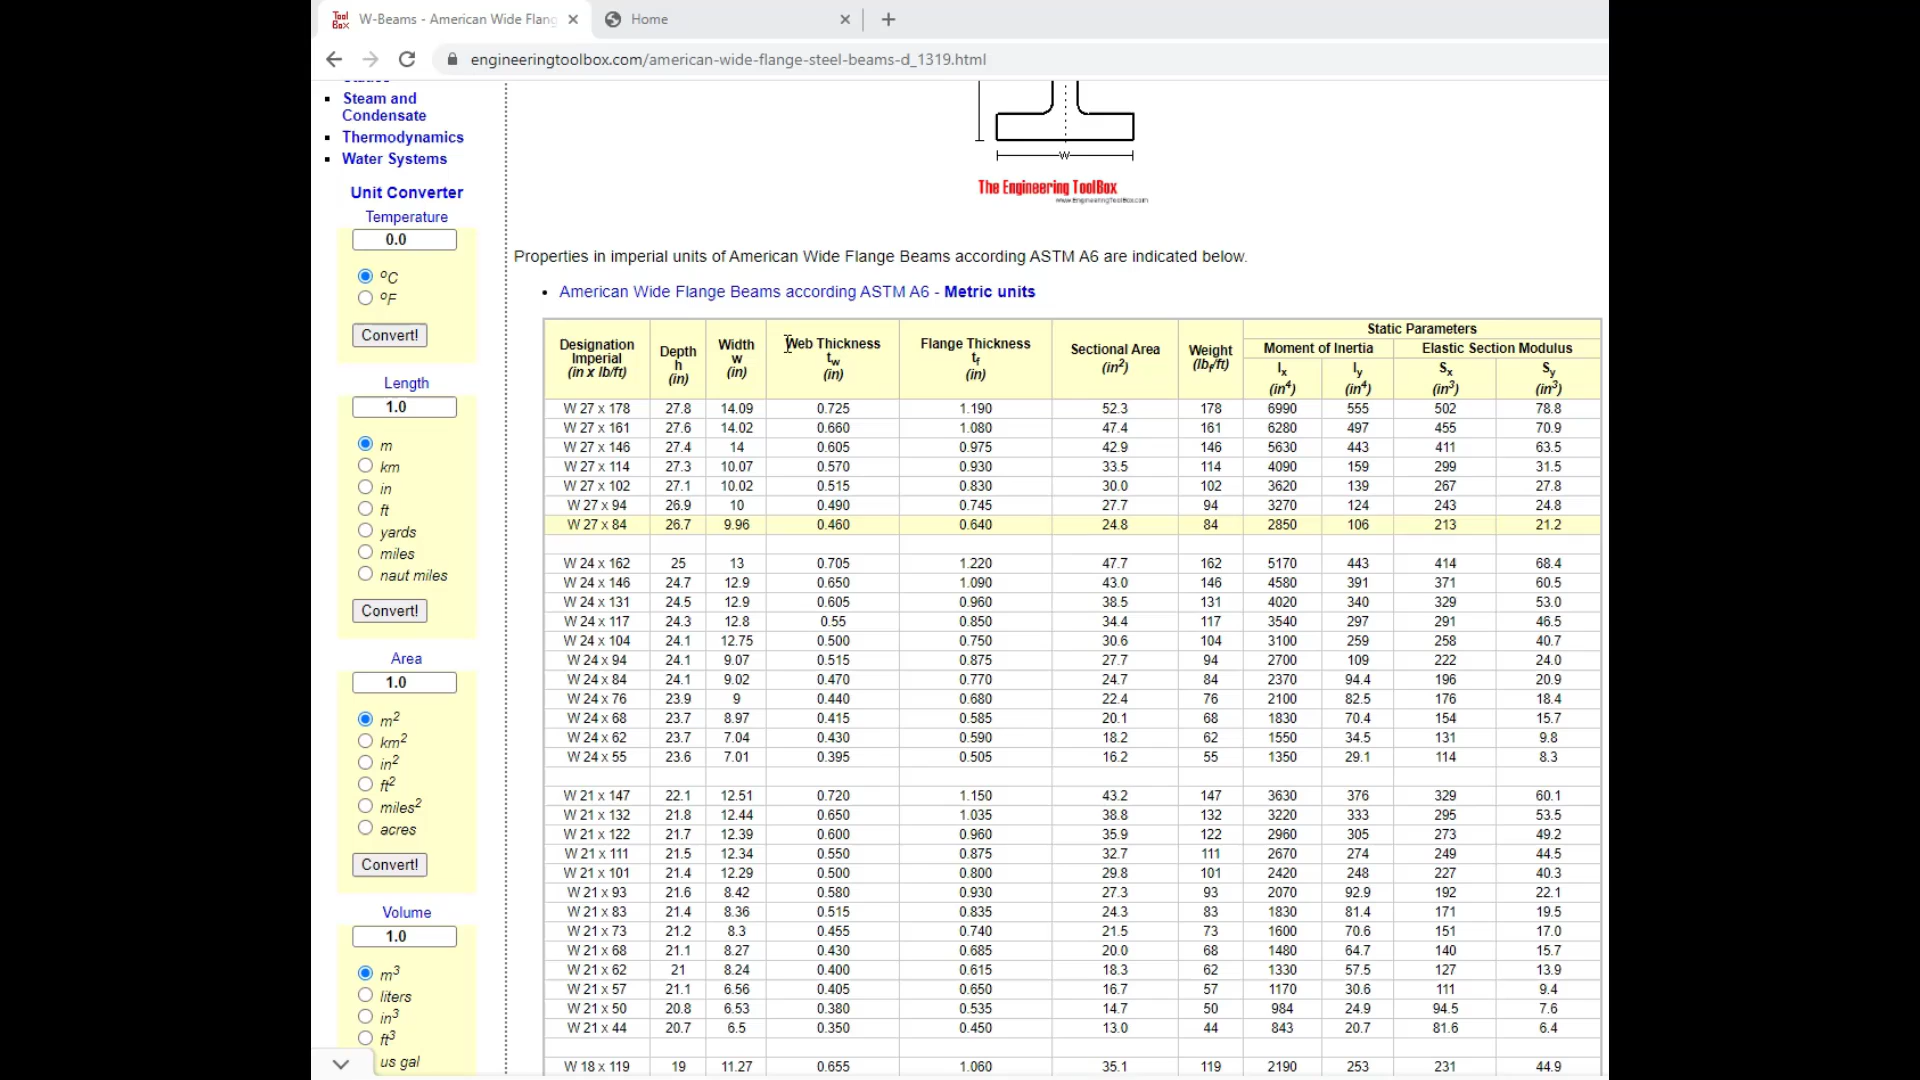 Tool Box W-Beams - American Wide Flang
Home
engineeringtoolbox.com/american-wide-flange-steel-beams-d_1319.html
Steam and
Condensate
Thermodynamics
Water Systems
Unit Converter
Temperature
0.0
oC
oF
Convert!
Length
1.0
m
km
in
ft
yards
miles
naut miles
Convert!
Area
1.0
m2
km2
in2
ft2
miles2
acres
Convert!
Volume
1.0
m3
liters
in3
ft3
us gal
W
The Engineering ToolBox
www.EngineeringToolBox.com
Properties in imperial units of American Wide Flange Beams according ASTM A6 are indicated below.
• American Wide Flange Beams according ASTM A6 - Metric units
Designation Imperial (in x lb/ft) Depth h (in) Width w (in) Web Thickness tw (in) Flange Thickness tf (in) Sectional Area (in2) Weight (lbf/ft) Static Parameters
Moment of Inertia Elastic Section Modulus
Ix (in4) Iy (in4) Sx (in3) Sy (in3)
W 27 x 178 27.8 14.09 0.725 1.190 52.3 178 6990 555 502 78.8
W 27 x 161 27.6 14.02 0.660 1.080 47.4 161 6280 497 455 70.9
W 27 x 146 27.4 14 0.605 0.975 42.9 146 5630 443 411 63.5
W 27 x 114 27.3 10.07 0.570 0.930 33.5 114 4090 159 299 31.5
W 27 x 102 27.1 10.02 0.515 0.830 30.0 102 3620 139 267 27.8
W 27 x 94 26.9 10 0.490 0.745 27.7 94 3270 124 243 24.8
W 27 x 84 26.7 9.96 0.460 0.640 24.8 84 2850 106 213 21.2
W 24 x 162 25 13 0.705 1.220 47.7 162 5170 443 414 68.4
W 24 x 146 24.7 12.9 0.650 1.090 43.0 146 4580 391 371 60.5
W 24 x 131 24.5 12.9 0.605 0.960 38.5 131 4020 340 329 53.0
W 24 x 117 24.3 12.8 0.55 0.850 34.4 117 3540 297 291 46.5
W 24 x 104 24.1 12.75 0.500 0.750 30.6 104 3100 259 258 40.7
W 24 x 94 24.1 9.07 0.515 0.875 27.7 94 2700 109 222 24.0
W 24 x 84 24.1 9.02 0.470 0.770 24.7 84 2370 94.4 196 20.9
W 24 x 76 23.9 9 0.440 0.680 22.4 76 2100 82.5 176 18.4
W 24 x 68 23.7 8.97 0.415 0.585 20.1 68 1830 70.4 154 15.7
W 24 x 62 23.7 7.04 0.430 0.590 18.2 62 1550 34.5 131 9.8
W 24 x 55 23.6 7.01 0.395 0.505 16.2 55 1350 29.1 114 8.3
W 21 x 147 22.1 12.51 0.720 1.150 43.2 147 3630 376 329 60.1
W 21 x 132 21.8 12.44 0.650 1.035 38.8 132 3220 333 295 53.5
W 21 x 122 21.7 12.39 0.600 0.960 35.9 122 2960 305 273 49.2
W 21 x 111 21.5 12.34 0.550 0.875 32.7 111 2670 274 249 44.5
W 21 x 101 21.4 12.29 0.500 0.800 29.8 101 2420 248 227 40.3
W 21 x 93 21.6 8.42 0.580 0.930 27.3 93 2070 92.9 192 22.1
W 21 x 83 21.4 8.36 0.515 0.835 24.3 83 1830 81.4 171 19.5
W 21 x 73 21.2 8.3 0.455 0.740 21.5 73 1600 70.6 151 17.0
W 21 x 68 21.1 8.27 0.430 0.685 20.0 68 1480 64.7 140 15.7
W 21 x 62 21 8.24 0.400 0.615 18.3 62 1330 57.5 127 13.9
W 21 x 57 21.1 6.56 0.405 0.650 16.7 57 1170 30.6 111 9.4
W 21 x 50 20.8 6.53 0.380 0.535 14.7 50 984 24.9 94.5 7.6
W 21 x 44 20.7 6.5 0.350 0.450 13.0 44 843 20.7 81.6 6.4
W 18 x 119 19 11.27 0.655 1.060 35.1 119 2190 253 231 44.9